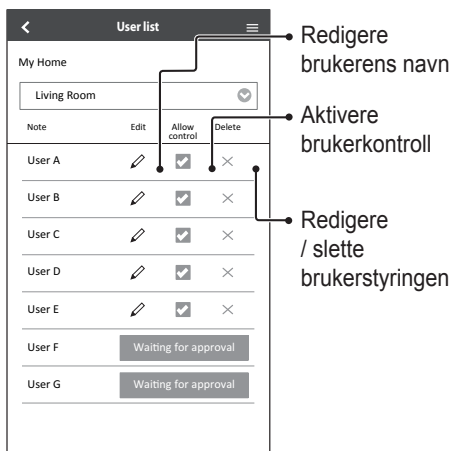 User list
My Home
Living Room
Note Edit Allow control Delete
User A
User B
User C
User D
User E
User F Waiting for approval
User G Waiting for approval
Redigere
brukerens navn
Aktivere
brukerkontroll
Redigere
/ slette
brukerstyringen